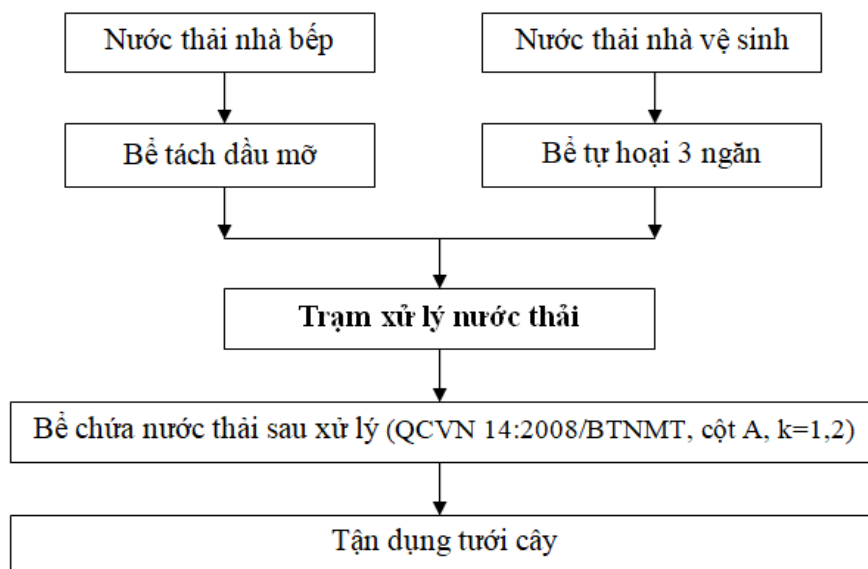 Nước thải nhà bếp
Nước thải nhà vệ sinh
Bể tách dầu mỡ
Bể tự hoại 3 ngăn
Trạm xử lý nước thải
Bể chứa nước thải sau xử lý (QCVN 14:2008/BTNMT, cột A, k=1,2)
Tận dụng tưới cây